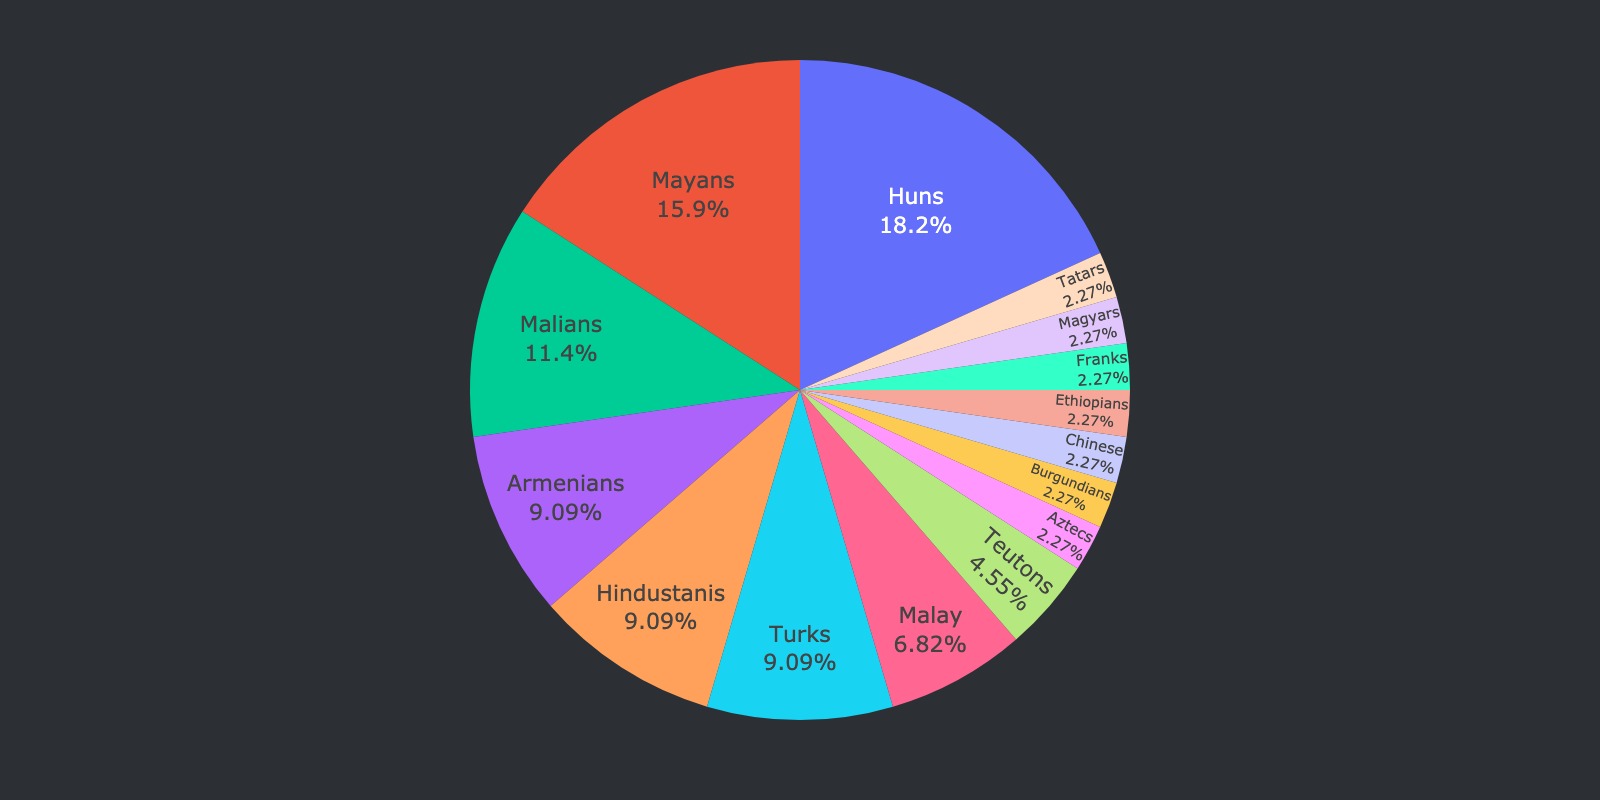 Huns
18.2%
Mayans
15.9%
Malians
11.4%
Armenians
9.09%
Hindustanis
9.09%
Turks
9.09%
Malay
6.82%
Teutons
4.55%
Aztecs
2.27%
Burgundians
2.27%
Chinese
2.27%
Ethiopians
2.27%
Franks
2.27%
Magyars
2.27%
Tatars
2.27%